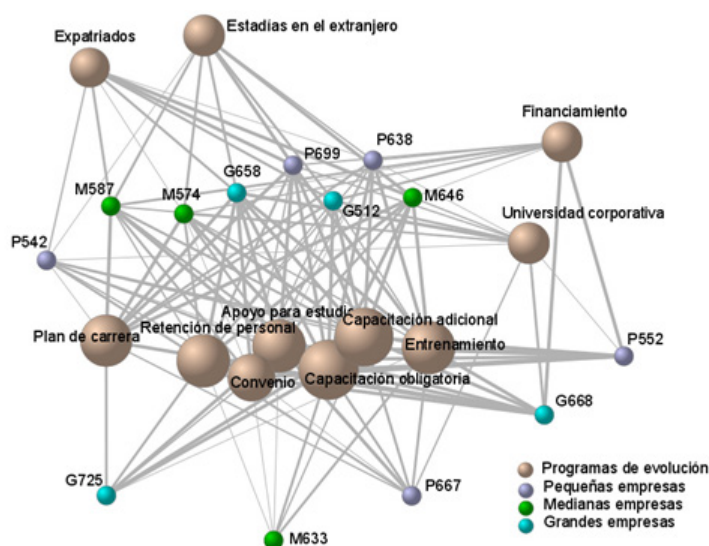 Estadías en el extranjero
Expatriados
Financiamiento
P638
P699
G658
M587
M574
M646
G512
Universidad corporativa
P542
Apoyo para estudio
Capacitación adicional
Retención de personal
Plan de carrera
Entrenamiento
P552
Convenio
Capacitación obligatoria
G668
Programas de evolución
G725
P667
Pequeñas empresas
Medianas empresas
Grandes empresas
M633